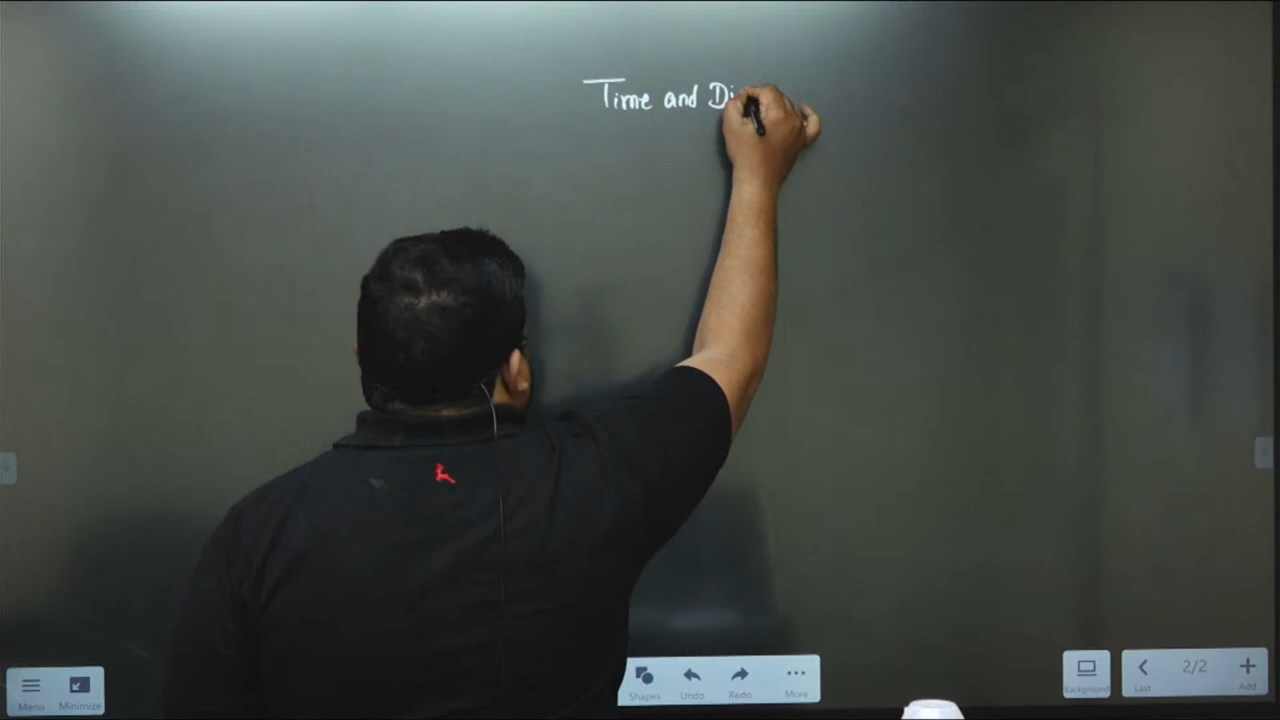 Time and Di
Menu
Minimize
Shapes
Undo
Redo
More
Background
Last
2/2
Add